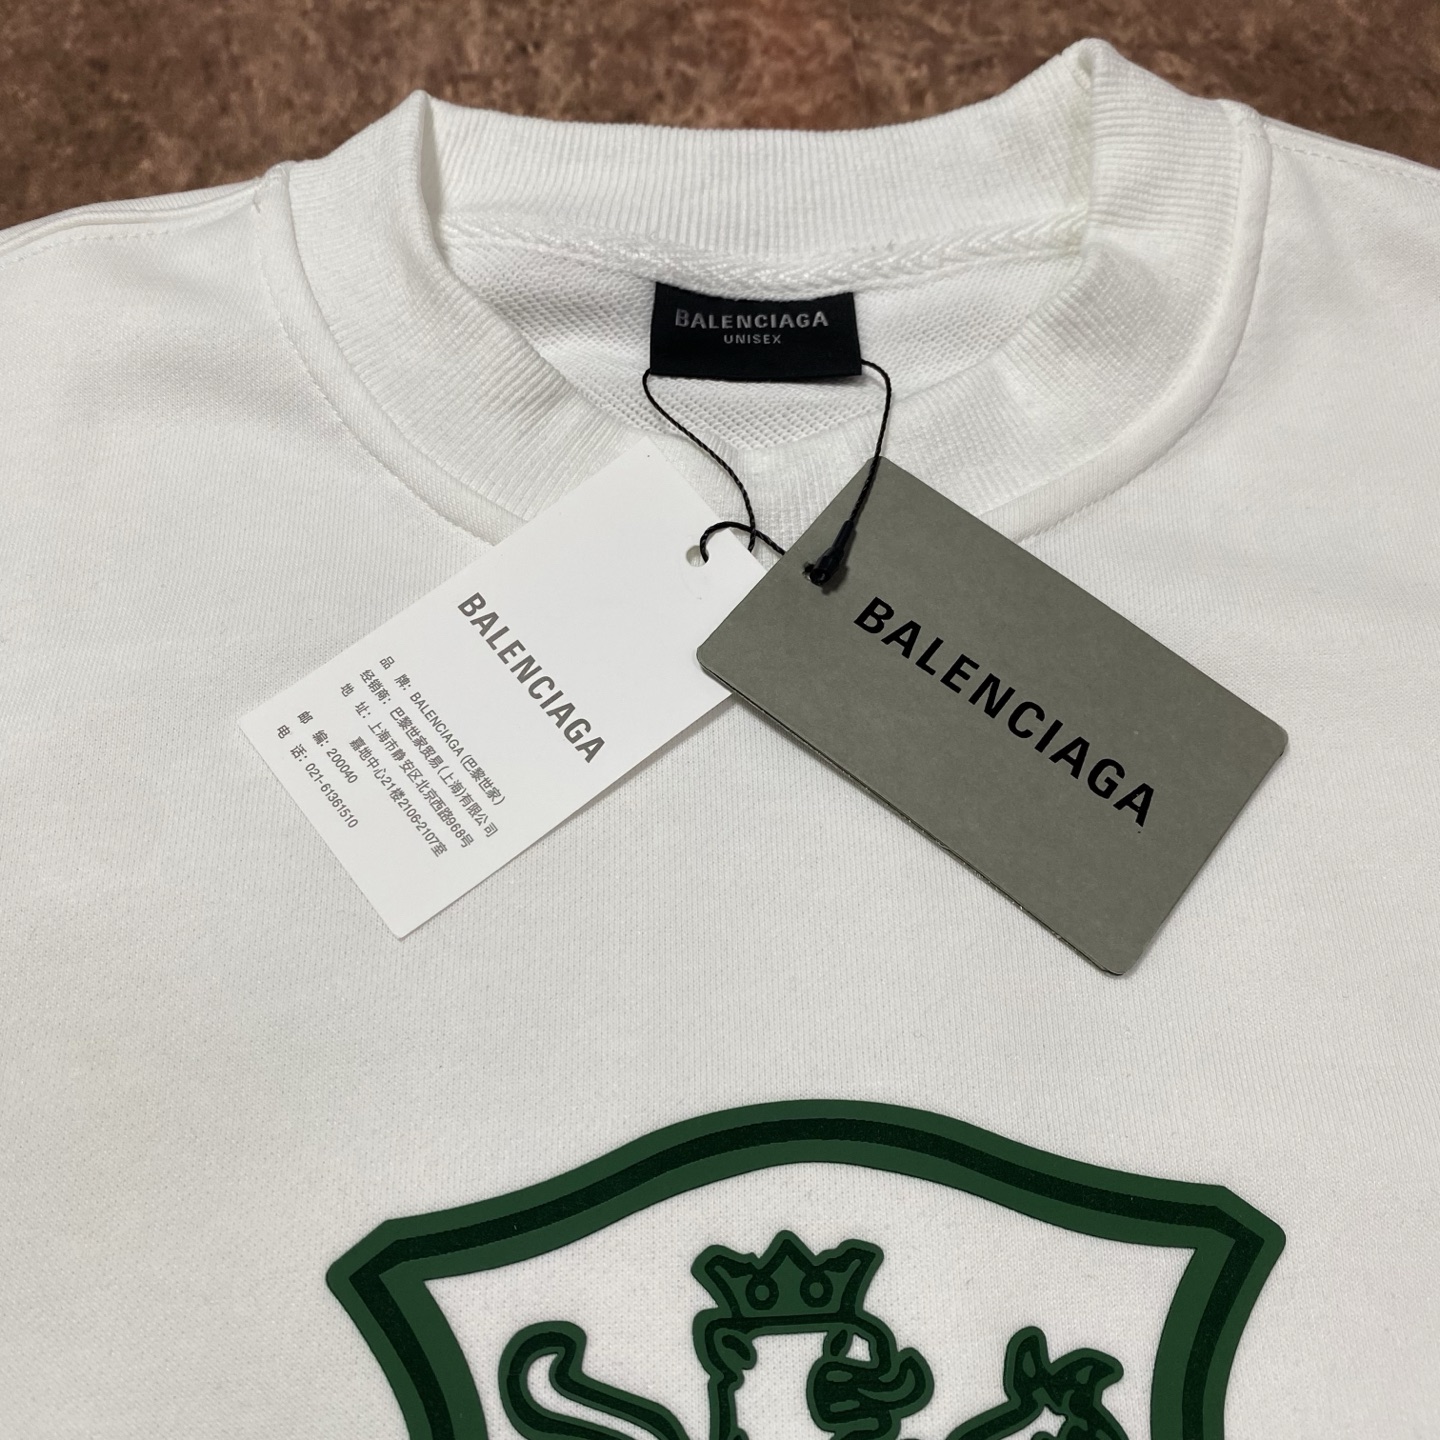 BALENCIAGA
UNISEX
BALENCIAGA
品 牌：BALENCIAGA（巴黎世家）
经销商：巴黎世家贸易（上海）有限公司
地 址：上海市静安区北京西路968号
嘉地中心21楼2106-2107室
邮 编：200040
电 话：021-61361510
BALENCIAGA